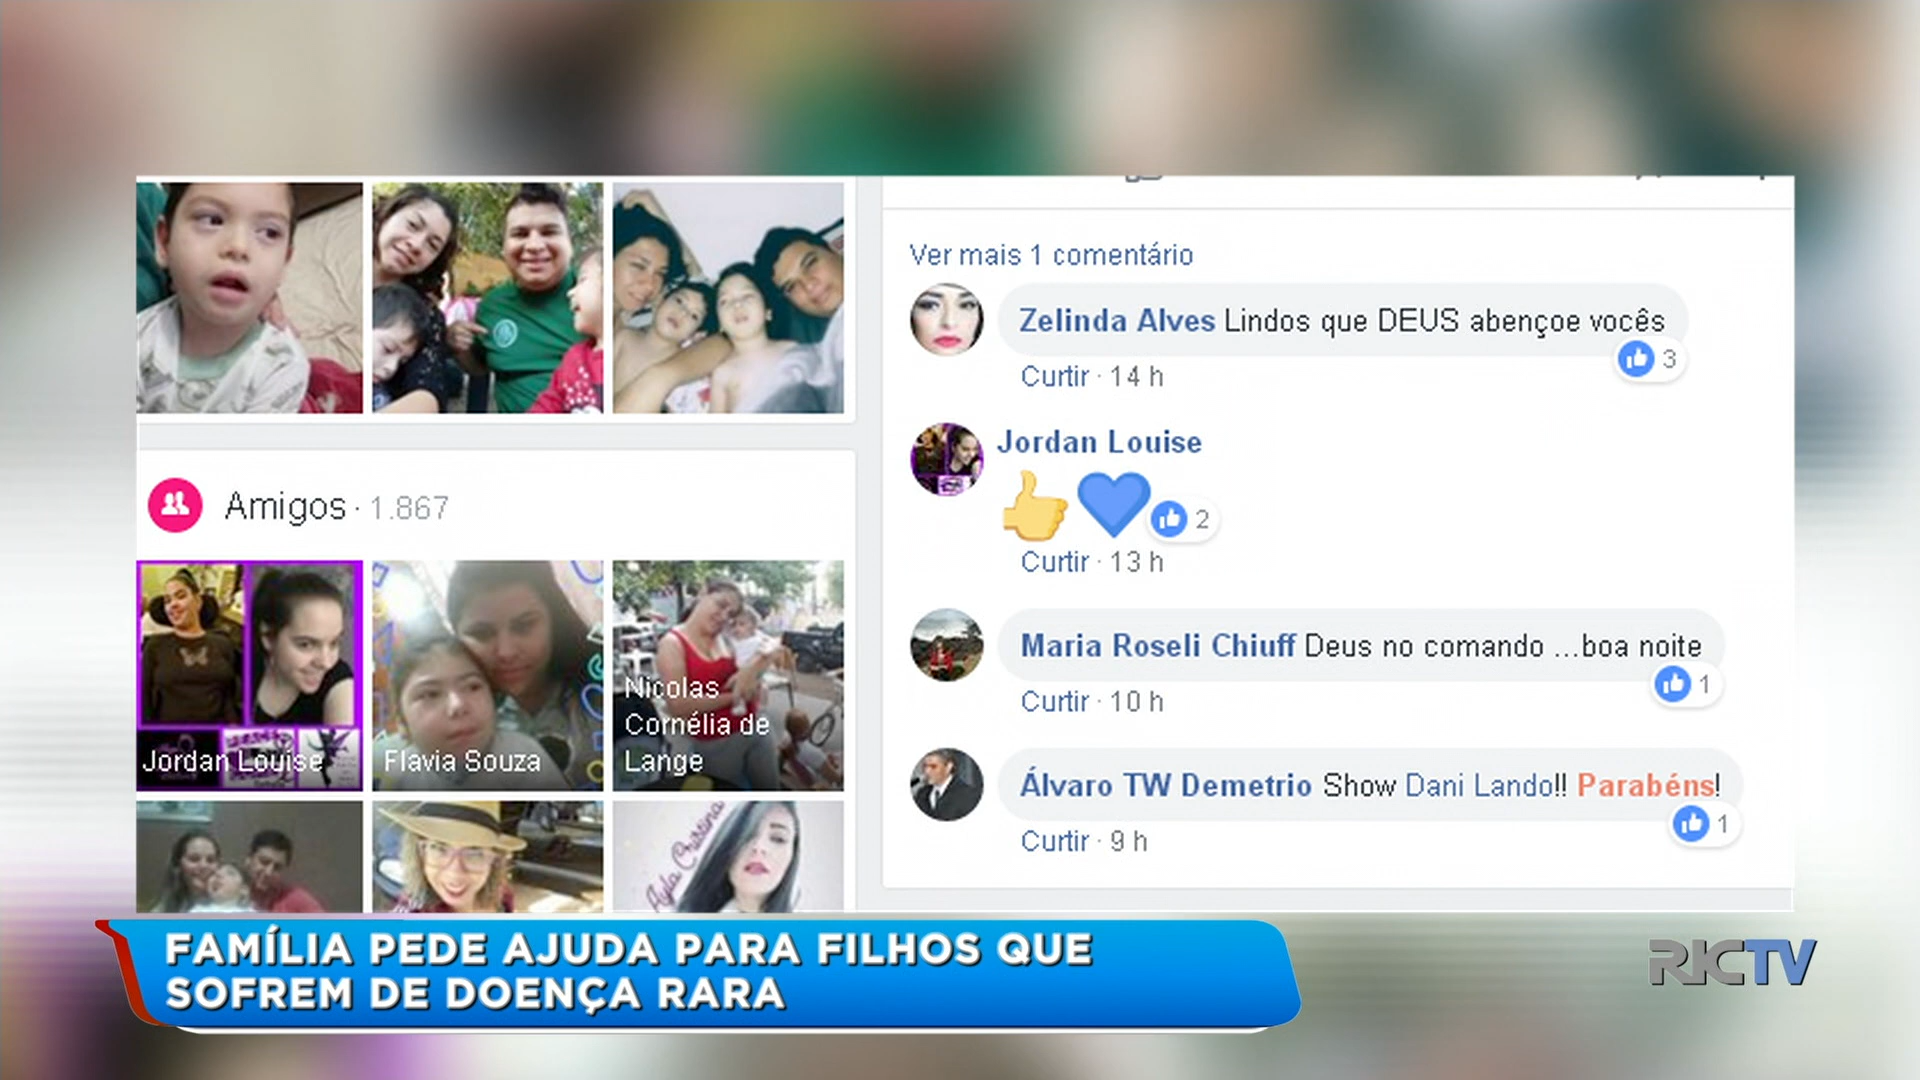 Ver mais 1 comentário
Zelinda Alves Lindos que DEUS abençoe vocês
3
Curtir · 14 h
Jordan Louise
2
Curtir · 13 h
Amigos · 1.867
Maria Roseli Chiuff Deus no comando ...boa noite
1
Curtir · 10 h
Jordan Louise
Flavia Souza
Nicolas
Cornélia de
Lange
Álvaro TW Demetrio Show Dani Lando!! Parabéns!
1
Curtir · 9 h
Ayla Cristina
FAMÍLIA PEDE AJUDA PARA FILHOS QUE
SOFREM DE DOENÇA RARA
RICTV